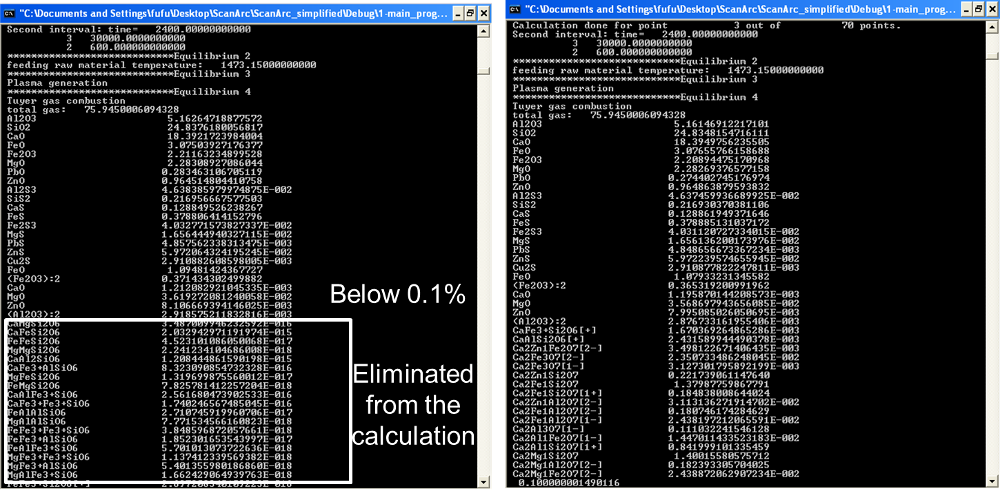 "C:\Documents and Settings\fufu\Desktop\ScanArc\ScanArc_simplified\Debug\1-main_prog...
Second interval: time= 2400.00000000000
3 30000.0000000000
2 600.000000000000
****************************Equilibrium 2
feeding raw material temperature: 1473.15000000000
****************************Equilibrium 3
Plasma generation
****************************Equilibrium 4
Tuyer gas combustion
total gas: 75.9450006094328
Al2O3 5.16264718877572
SiO2 24.8376180056817
CaO 18.3921723984004
FeO 3.07503927176377
Fe2O3 2.21163234899528
MgO 2.28308927086044
PbO 0.283463106705119
ZnO 0.964514804410758
Al2S3 4.638385979974875E-002
SiS2 0.216956667577503
CaS 0.128849526238267
FeS 0.378806414152796
Fe2S3 4.032771573827337E-002
MgS 1.656444940327115E-002
PbS 4.857562338313475E-003
ZnS 5.972064324195245E-002
Cu2S 2.910882608598005E-003
FeO 1.09481424367727
(Fe2O3):2 0.371434302499882
CaO 1.212082921045335E-003
MgO 3.619272081240058E-002
ZnO 8.106669394146025E-003
(Al2O3):2 2.918575211832816E-003
CaMgSi2O6 3.487009946232592E-016
CaFeSi2O6 2.032942971191974E-015
FeFeSi2O6 4.523101086050068E-017
MgMgSi2O6 2.241234104686008E-018
CaAl2SiO6 1.208444861590198E-015
CaFe3+AlSiO6 8.323090854732328E-016
MgFeSi2O6 1.319699875560012E-017
FeMgSi2O6 7.825781412257204E-018
CaAlFe3+SiO6 2.561680473902533E-016
CaFe3+Fe3+SiO6 1.740246567485045E-016
FeAlAlSiO6 2.710745919960706E-017
MgAlAlSiO6 7.771534566160823E-018
FeFe3+Fe3+SiO6 3.848596872057661E-018
FeFe3+AlSiO6 1.852301653543997E-017
FeAlFe3+SiO6 5.701013073722636E-018
MgFe3+Fe3+SiO6 1.137412339569382E-018
MgFe3+AlSiO6 5.401355980186860E-018
MgAlFe3+SiO6 1.662429064939763E-018
Below 0.1%
Eliminated
from the
calculation
"C:\Documents and Settings\fufu\Desktop\ScanArc\ScanArc_simplified\Debug\1-main_prog...
Calculation done for point 3 out of 70 points.
Second interval: time= 2400.00000000000
3 30000.0000000000
2 600.000000000000
****************************Equilibrium 2
feeding raw material temperature: 1473.15000000000
****************************Equilibrium 3
Plasma generation
****************************Equilibrium 4
Tuyer gas combustion
total gas: 75.9450006094328
Al2O3 5.16146912217101
SiO2 24.8348154716111
CaO 18.3949756235505
FeO 3.07655766158688
Fe2O3 2.20894475170968
MgO 2.28269376577158
PbO 0.274402745176974
ZnO 0.964863879593832
Al2S3 4.637459936689925E-002
SiS2 0.216930370381106
CaS 0.128861949371646
FeS 0.378885131037172
Fe2S3 4.031120727334015E-002
MgS 1.656136200173976E-002
PbS 4.848656673367234E-003
ZnS 5.972239574655945E-002
Cu2S 2.910877822247811E-003
FeO 1.07933231345582
(Fe2O3):2 0.365319200991962
CaO 1.195870144208573E-003
MgO 3.568697943656085E-002
ZnO 7.995085026050695E-003
(Al2O3):2 2.876733161955406E-003
CaFe3+Si2O6[+] 1.670369264865286E-003
CaAlSi2O6[+] 2.431589944490378E-003
Ca2Zn1Fe2O7[2-] 3.498122671406435E-003
Ca2Fe3O7[2-] 2.350733486248045E-002
Ca2Fe3O7[1-] 3.127301795892199E-003
Ca2Zn1Si2O7 0.221739061147640
Ca2Fe1Si2O7 1.37987759867791
Ca2Fe1Si2O7[1+] 0.184838008644024
Ca2Zn1Al2O7[2-] 3.113136271914702E-002
Ca2Fe1Al2O7[2-] 0.180746174284629
Ca2Fe1Al2O7[1-] 2.438197212065591E-002
Ca2Al3O7[1-] 0.111032241546128
Ca2Al1Fe2O7[1-] 1.447011433523183E-002
Ca2Al1Si2O7[1+] 0.841999101335459
Ca2Mg1Si2O7 1.40015580575712
Ca2Mg1Al2O7[2-] 0.182393305704025
Ca2Mg1Fe2O7[2-] 2.438872062907234E-002
0.100000001490116